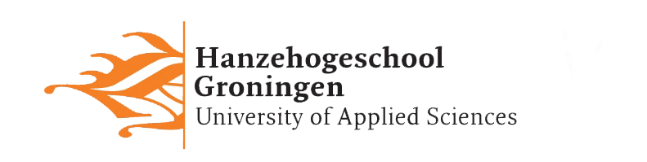 Hanzehogeschool
Groningen
University of Applied Sciences